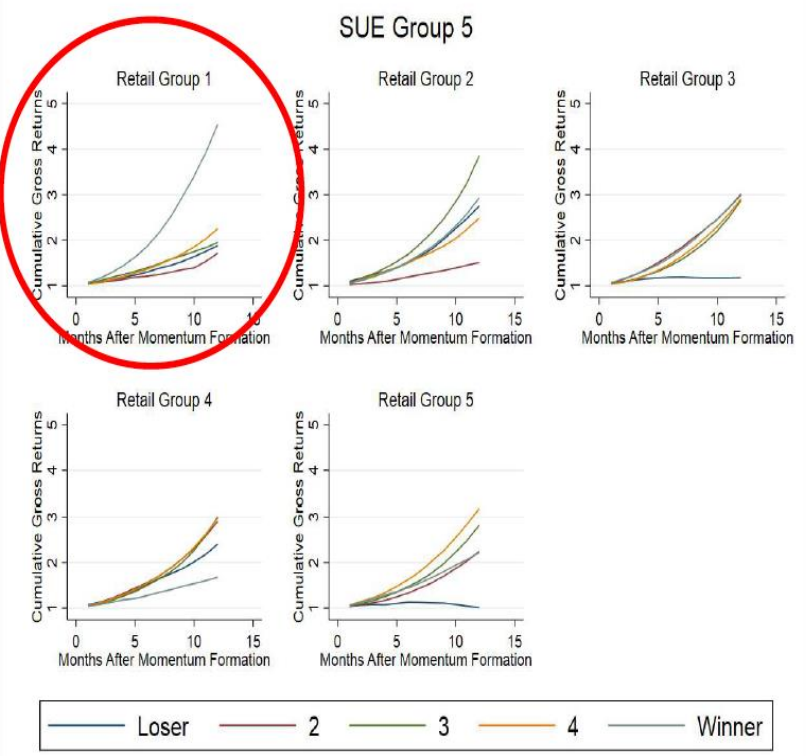 SUE Group 5
Retail Group 1
Retail Group 2
Retail Group 3
Cumulative Gross Returns
5
4
3
2
1
0
5
10
15
Months After Momentum Formation
Cumulative Gross Returns
5
4
3
2
1
0
5
10
15
Months After Momentum Formation
Cumulative Gross Returns
5
4
3
2
1
0
5
10
15
Months After Momentum Formation
Retail Group 4
Retail Group 5
Cumulative Gross Returns
5
4
3
2
1
0
5
10
15
Months After Momentum Formation
Cumulative Gross Returns
5
4
3
2
1
0
5
10
15
Months After Momentum Formation
Loser 2 3 4 Winner